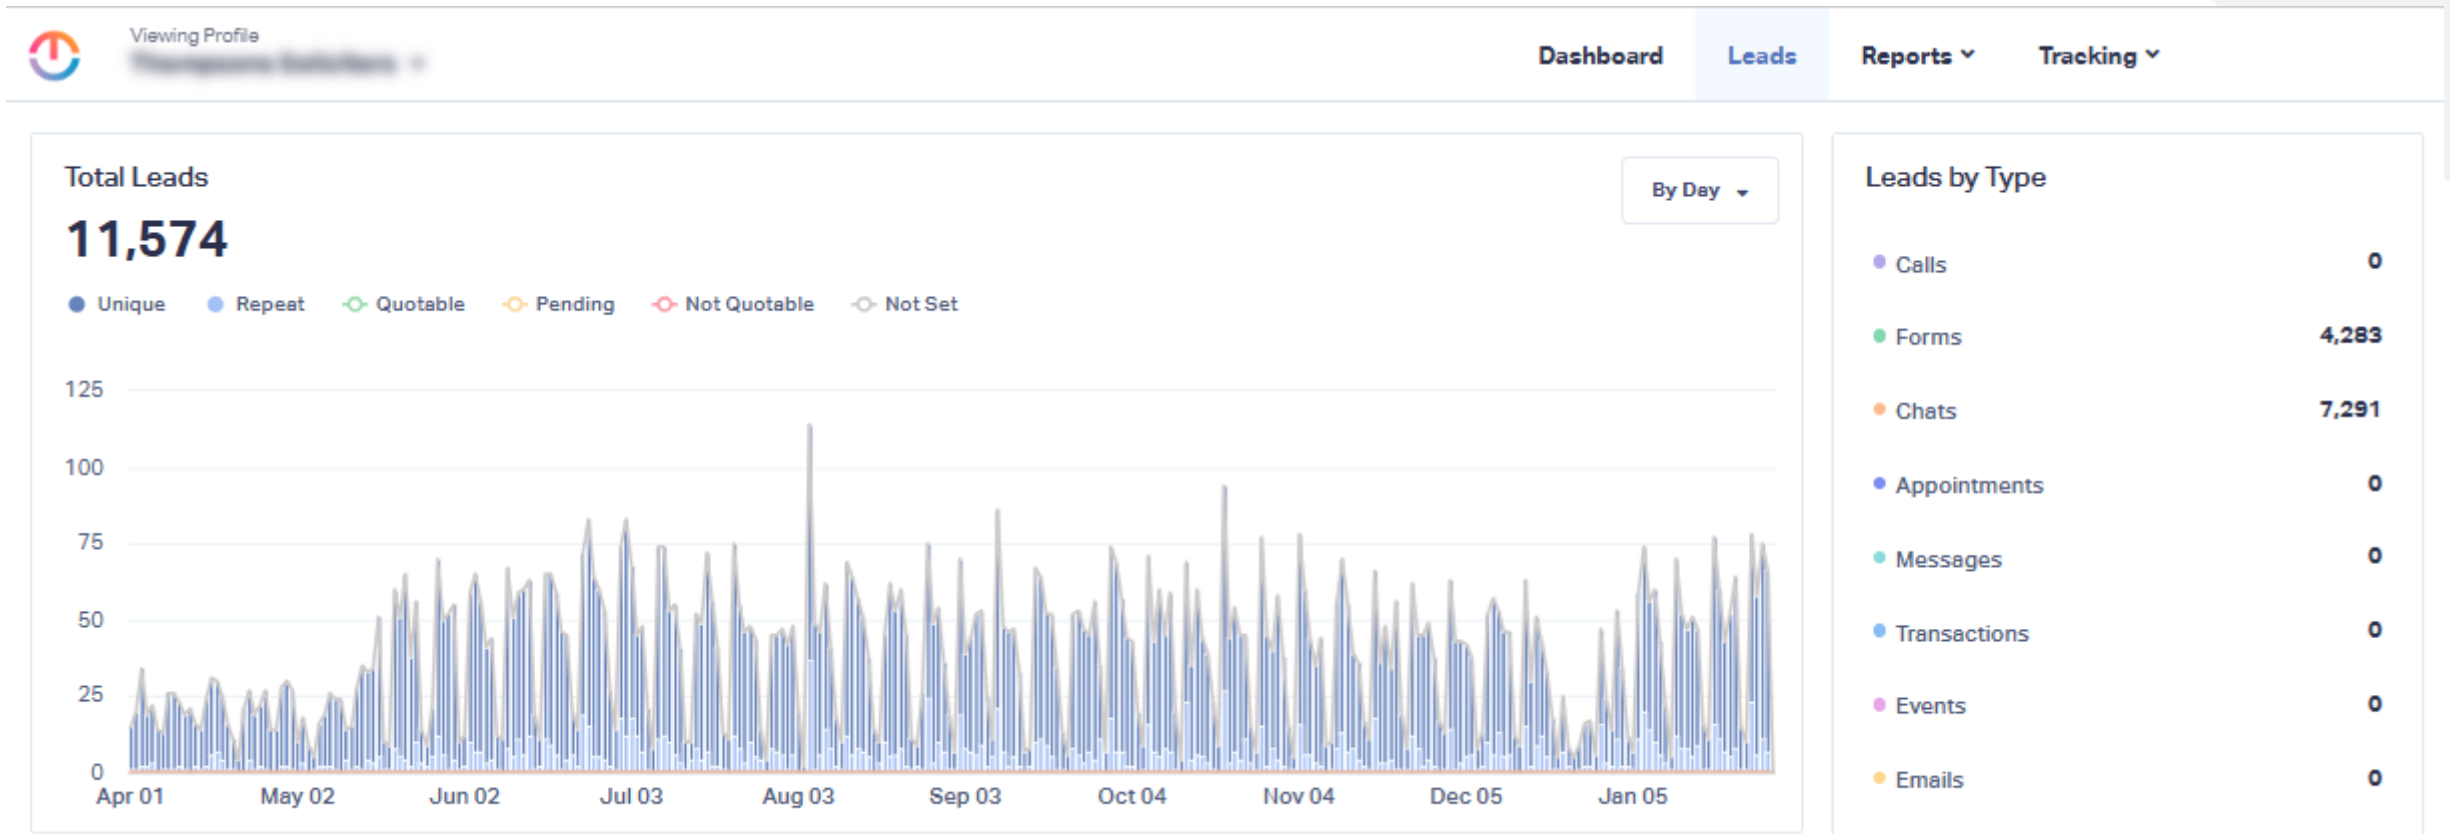 Viewing Profile
Dashboard
Leads
Reports
Tracking
Total Leads
11,574
By Day
Unique
Repeat
Quotable
Pending
Not Quotable
Not Set
125
100
75
50
25
0
Apr 01
May 02
Jun 02
Jul 03
Aug 03
Sep 03
Oct 04
Nov 04
Dec 05
Jan 05
Leads by Type
Calls 0
Forms 4,283
Chats 7,291
Appointments 0
Messages 0
Transactions 0
Events 0
Emails 0